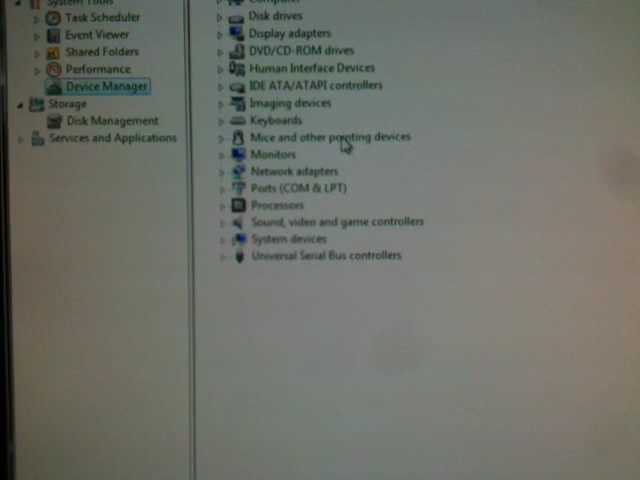 System Tools
Task Scheduler
Event Viewer
Shared Folders
Performance
Device Manager
Storage
Disk Management
Services and Applications
Computer
Disk drives
Display adapters
DVD/CD-ROM drives
Human Interface Devices
IDE ATA/ATAPI controllers
Imaging devices
Keyboards
Mice and other pointing devices
Monitors
Network adapters
Ports (COM & LPT)
Processors
Sound, video and game controllers
System devices
Universal Serial Bus controllers